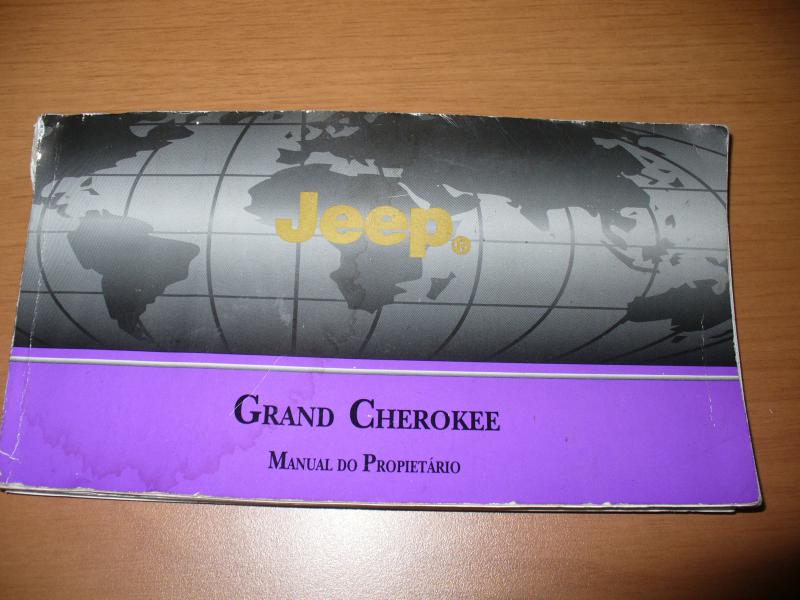 Jeep®
GRAND CHEROKEE
MANUAL DO PROPIETÁRIO